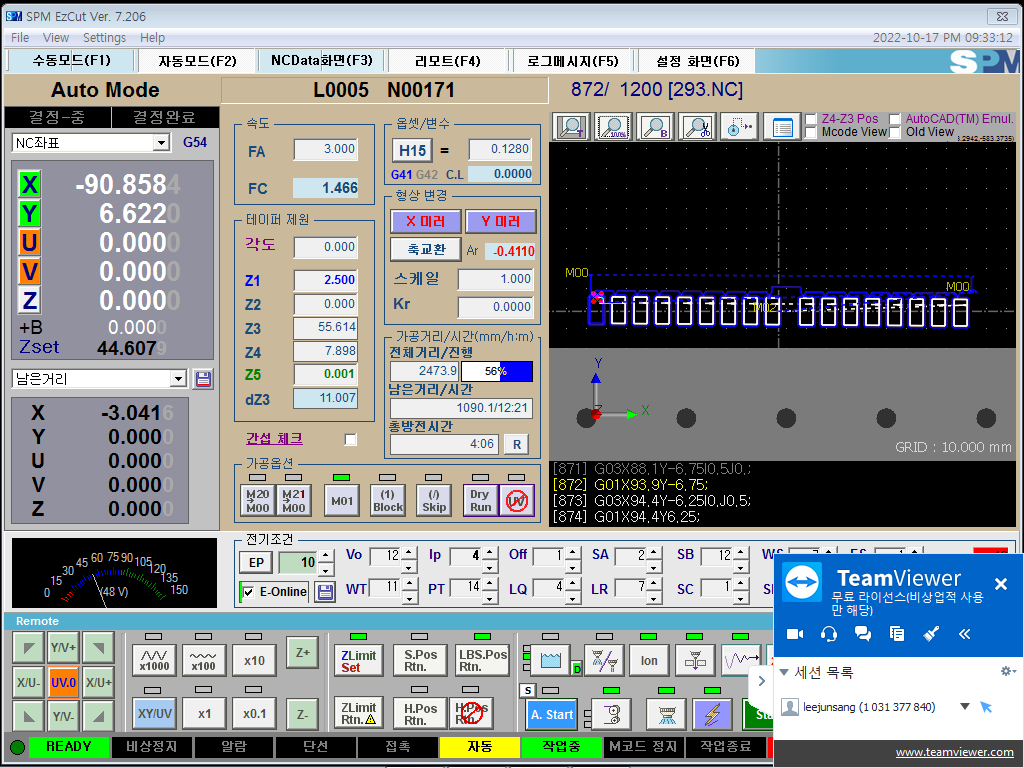 SPM EzCut Ver. 7.206
File View Settings Help
2022-10-17 PM 09:33:12
수동모드(F1) 자동모드(F2) NCData화면(F3) 리모트(F4) 로그메시지(F5) 설정 화면(F6) SPM
Auto Mode
L0005 N00171
872/ 1200 [293.NC]
결정-중 결정완료
NC좌표 G54
X -90.8584
Y 6.6220
U 0.0000
V 0.0000
Z 0.0000
+B 0.0000
Zset 44.6079
남은거리
X -3.0416
Y 0.0000
U 0.0000
V 0.0000
Z 0.0000
속도
FA 3.000
FC 1.466
테이퍼 제원
각도 0.000
Z1 2.500
Z2 0.000
Z3 55.614
Z4 7.898
Z5 0.001
dZ3 11.007
간섭 체크
옵셋/변수
H15 = 0.1280
G41 G42 C.L 0.0000
형상 변경
X 미러 Y 미러
축교환 Ar -0.4110
스케일 1.000
Kr 0.0000
가공거리/시간(mm/h:m)
전체거리/진행
2473.9 56%
남은거리/시간
1090.1/12:21
총방전시간
4:06 R
가공옵션
M20→M00 M21→M00 M01 (1) Block (/) Skip Dry Run UV
Z4-Z3 Pos AutoCAD(TM) Emul.
Mcode View Old View
M00
M00
M02
Y
X
GRID : 10.000 mm
[871] G03X88.1Y-6.75I0.5J0.;
[872] G01X93.9Y-6.75;
[873] G03X94.4Y-6.25I0.J0.5;
[874] G01X94.4Y6.25;
0 15 30 45 60 75 90 105 120 135 150
(48 V)
전기조건
EP 10
E-Online
Vo 12 Ip 4 Off 1 SA 2 SB 12
WT 11 PT 14 LQ 4 LR 7 SC 1
Remote
Y/V+
X/U- UV.0 X/U+
Y/V-
x1000 x100 x10 Z+
XY/UV x1 x0.1 Z-
ZLimit Set S.Pos Rtn. LBS.Pos Rtn.
ZLimit Rtn. H.Pos Rtn. H.Pos Rtn.
D Ion
S A. Start
READY 비상정지 알람 단선 접촉 자동 작업중 M코드 정지 작업종료
TeamViewer
무료 라이선스(비상업적 사용
만 해당)
세션 목록
leejunsang (1 031 377 840)
www.teamviewer.com